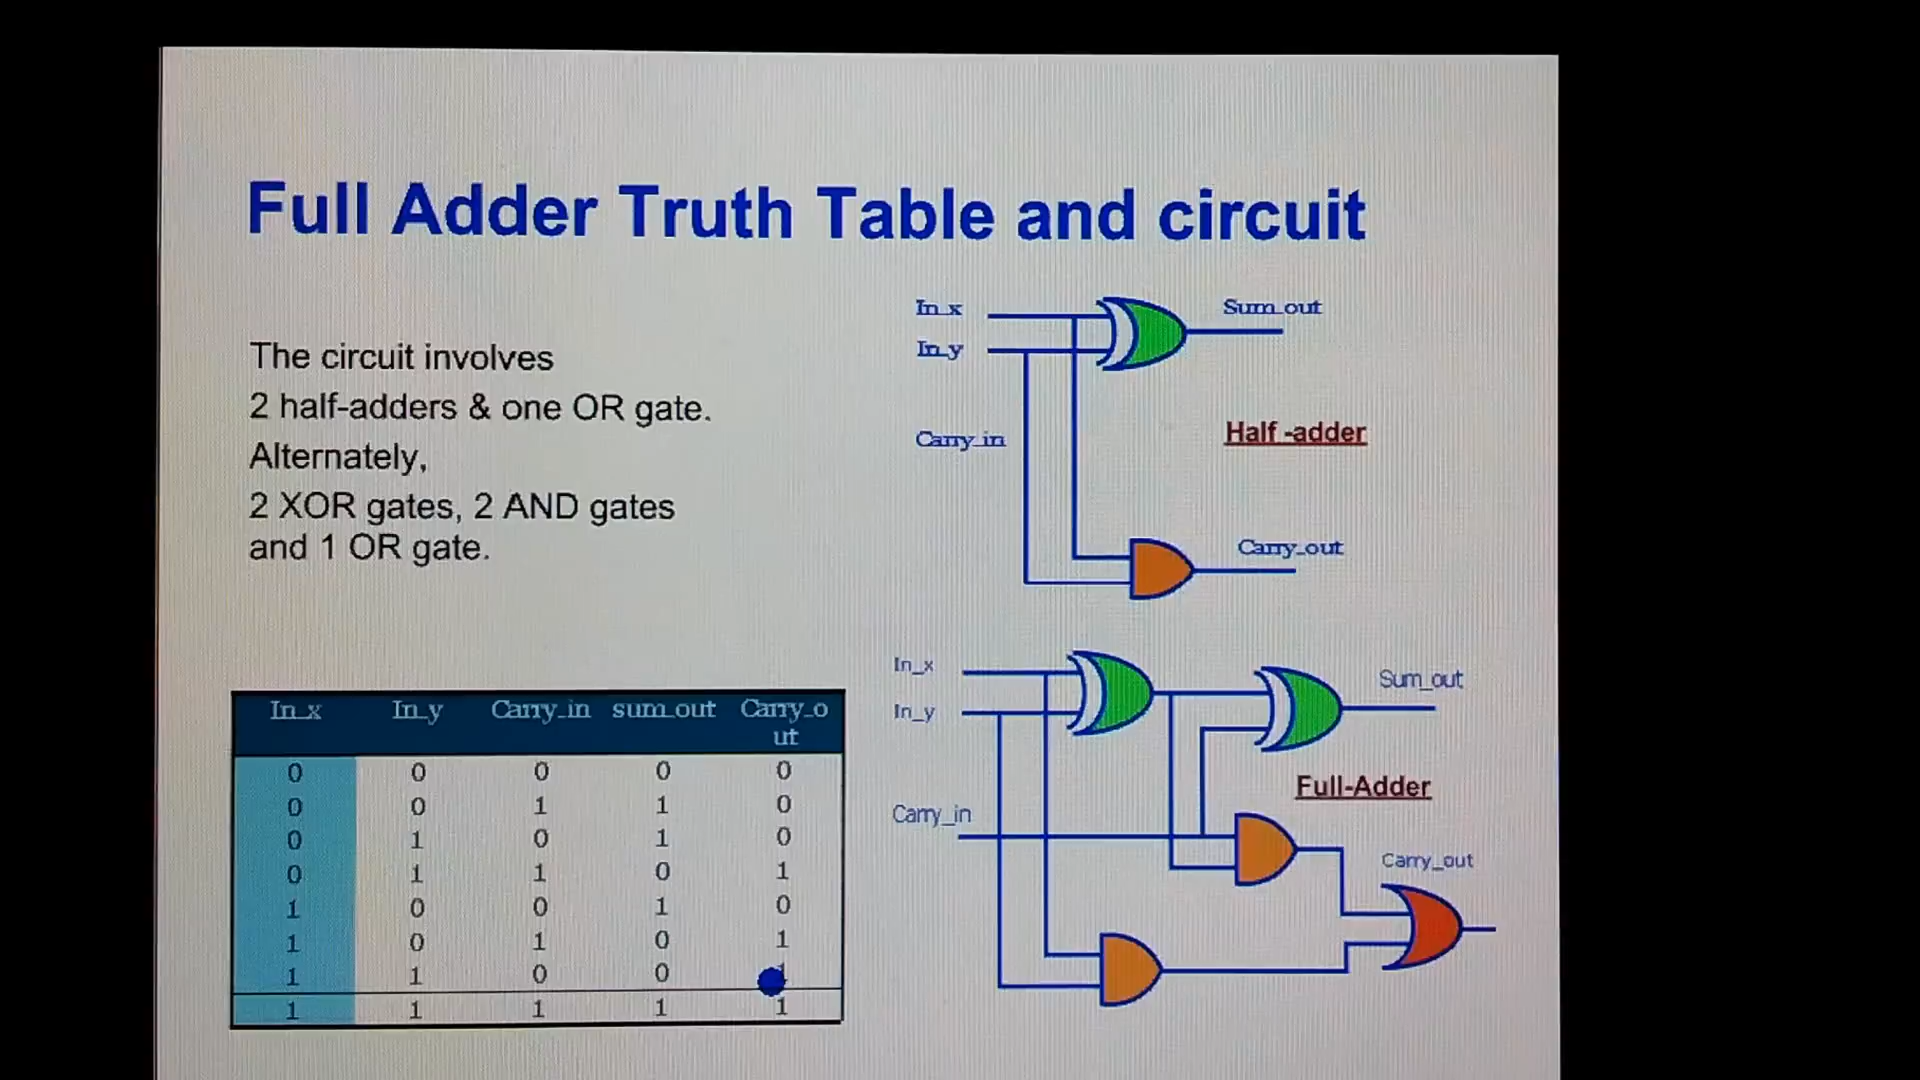 Full Adder Truth Table and circuit
The circuit involves
2 half-adders & one OR gate.
Alternately,
2 XOR gates, 2 AND gates
and 1 OR gate.
In_x
In_y
Carry_in
Sum_out
Half -adder
Carry_out
In_x
In_y
Carry_in
Sum_out
Full-Adder
Carry_out
In_x In_y Carry_in sum_out Carry_o
ut
0 0 0 0 0
0 0 1 1 0
0 1 0 1 0
0 1 1 0 1
1 0 0 1 0
1 0 1 0 1
1 1 0 0 1
1 1 1 1 1